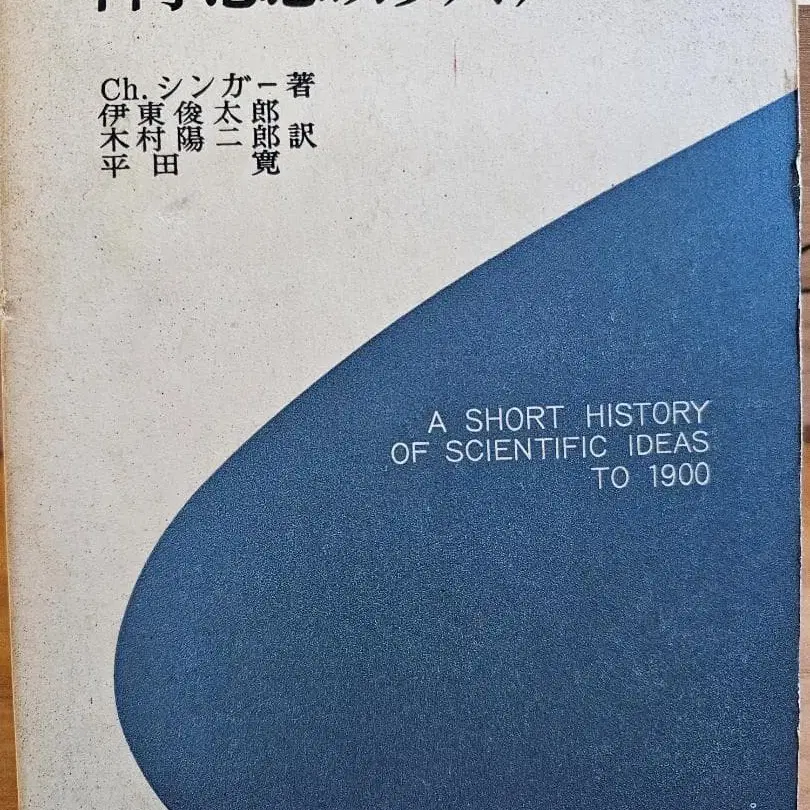 Ch. シンガー著
伊東俊太郎
木村陽二郎訳
平田寛
A SHORT HISTORY
OF SCIENTIFIC IDEAS
TO 1900